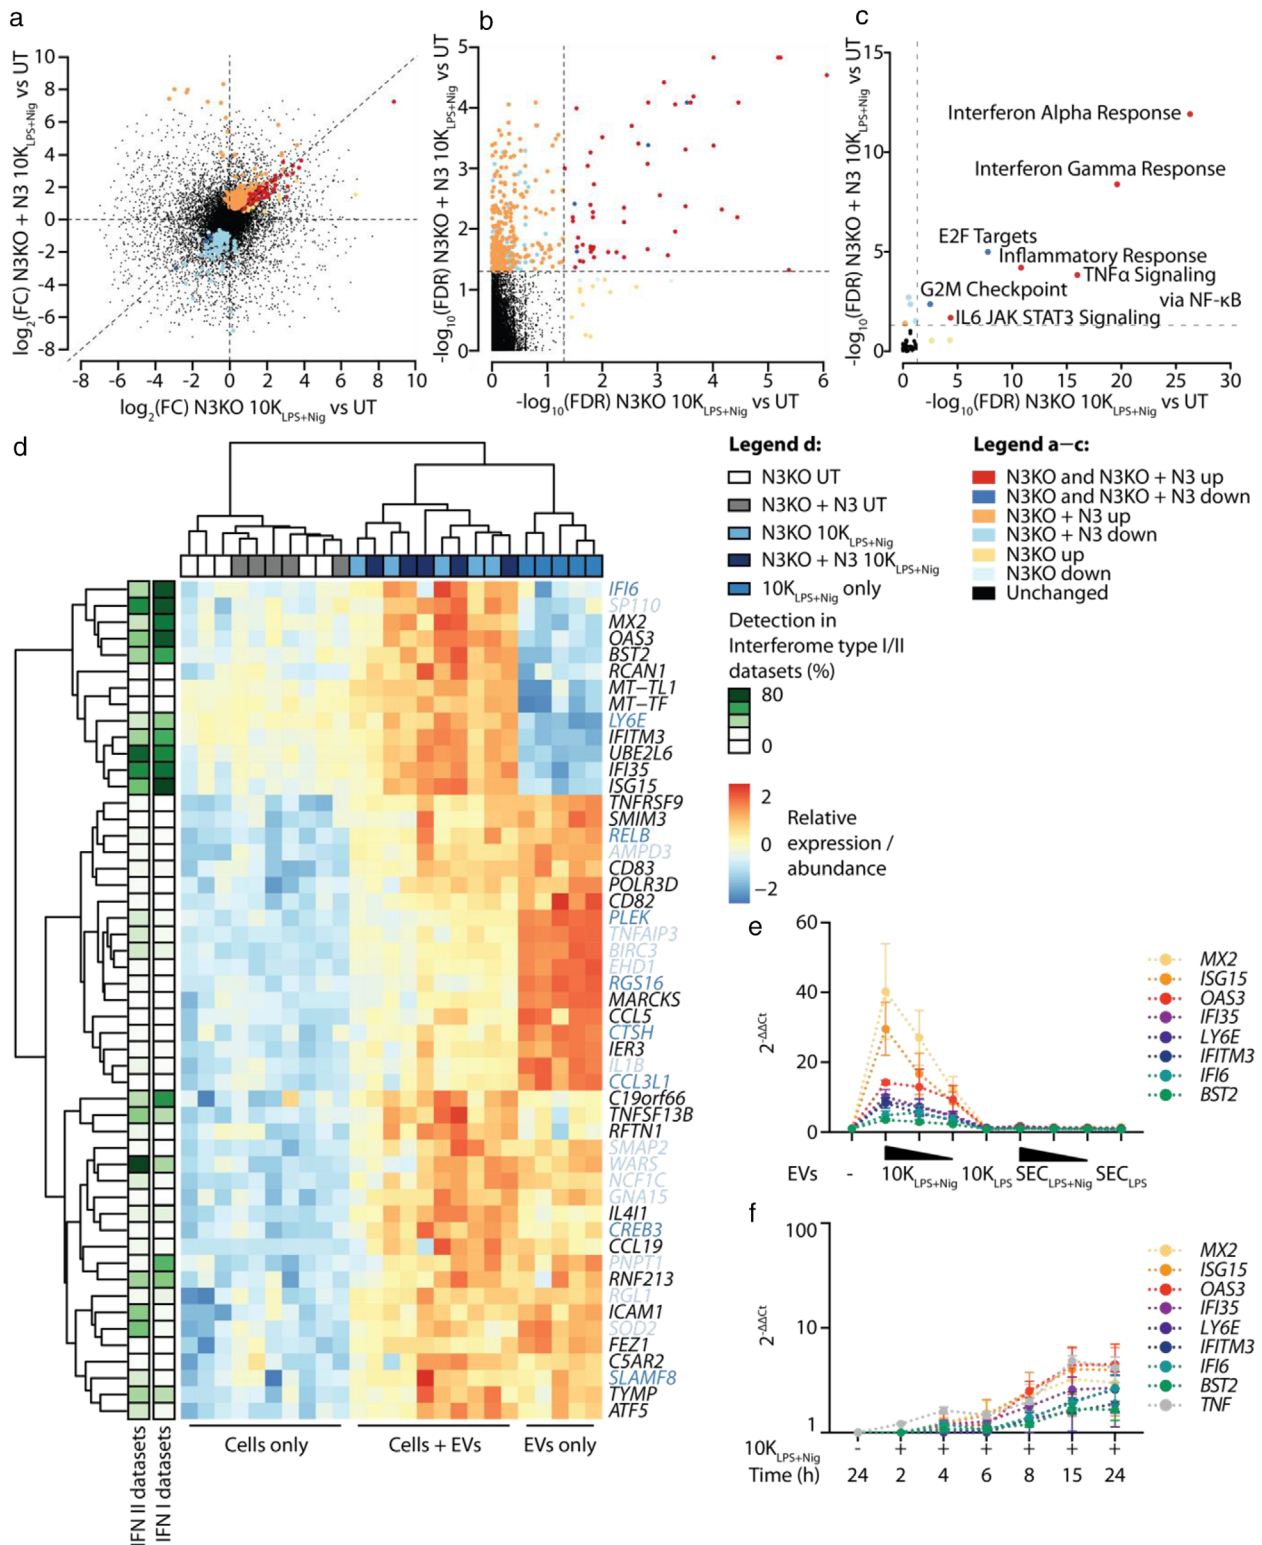 a
log2(FC) N3KO + N3 10KLPS+Nig vs UT
10
8
6
4
2
0
-2
-4
-6
-8
-8 -6 -4 -2 0 2 4 6 8 10
log2(FC) N3KO 10KLPS+Nig vs UT
b
-log10(FDR) N3KO + N3 10KLPS+Nig vs UT
5
4
3
2
1
0
0 1 2 3 4 5 6
-log10(FDR) N3KO 10KLPS+Nig vs UT
c
-log10(FDR) N3KO + N3 10KLPS+Nig vs UT
15
10
5
0
Interferon Alpha Response
Interferon Gamma Response
E2F Targets
Inflammatory Response
TNFα Signaling
via NF-κB
G2M Checkpoint
IL6 JAK STAT3 Signaling
0 5 10 15 20 25 30
-log10(FDR) N3KO 10KLPS+Nig vs UT
d
IFI6
SP110
MX2
OAS3
BST2
RCAN1
MT−TL1
MT−TF
LY6E
IFITM3
UBE2L6
IFI35
ISG15
TNFRSF9
SMIM3
RELB
AMPD3
CD83
POLR3D
CD82
PLEK
TNFAIP3
BIRC3
EHD1
RGS16
MARCKS
CCL5
CTSH
IER3
IL1B
CCL3L1
C19orf66
TNFSF13B
RFTN1
SMAP2
WARS
NCF1C
GNA15
IL4I1
CREB3
CCL19
PNPT1
RNF213
RGL1
ICAM1
SOD2
FEZ1
C5AR2
SLAMF8
TYMP
ATF5
Cells only
Cells + EVs
EVs only
IFN II datasets
IFN I datasets
Legend d:
N3KO UT
N3KO + N3 UT
N3KO 10KLPS+Nig
N3KO + N3 10KLPS+Nig
10KLPS+Nig only
Detection in
Interferome type I/II
datasets (%)
80
0
2
0
−2
Relative
expression /
abundance
Legend a−c:
N3KO and N3KO + N3 up
N3KO and N3KO + N3 down
N3KO + N3 up
N3KO + N3 down
N3KO up
N3KO down
Unchanged
e
2-ΔΔCt
60
40
20
0
EVs - 10KLPS+Nig 10KLPS SECLPS+Nig SECLPS
MX2
ISG15
OAS3
IFI35
LY6E
IFITM3
IFI6
BST2
f
2-ΔΔCt
100
10
1
10KLPS+Nig - + + + + + +
Time (h) 24 2 4 6 8 15 24
MX2
ISG15
OAS3
IFI35
LY6E
IFITM3
IFI6
BST2
TNF